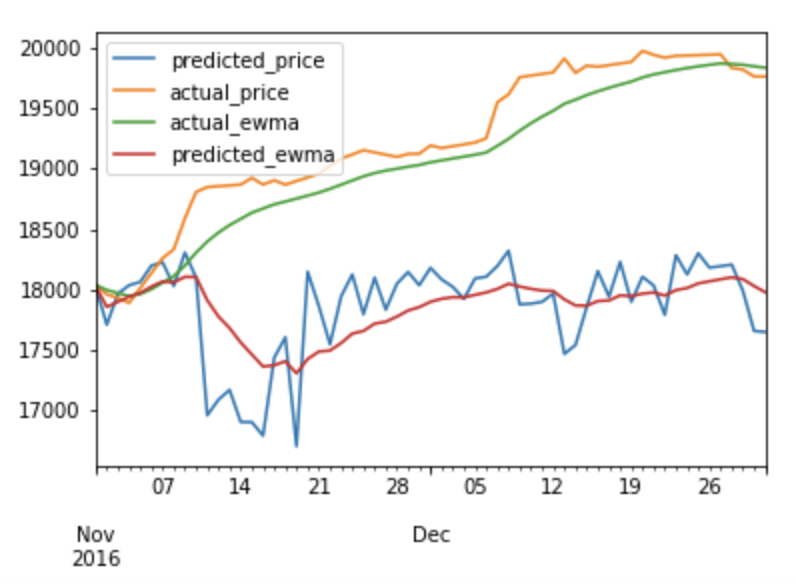 20000
19500
19000
18500
18000
17500
17000
predicted_price
actual_price
actual_ewma
predicted_ewma
07 14 21 28 05 12 19 26
Nov Dec
2016